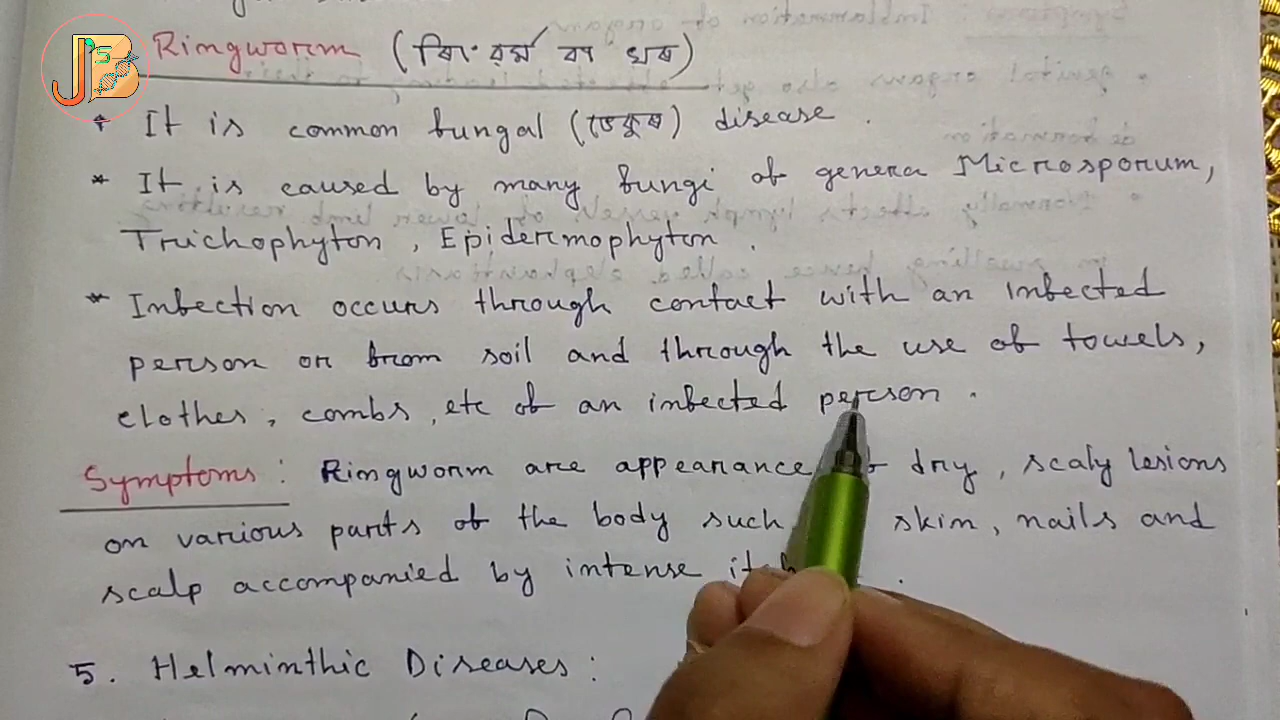 JSB
Ringworm (ৰিং ৱৰ্ম বা খৰ)
* It is common fungal (ভেকুৰ) disease.
* It is caused by many fungi of genera Microsporum,
Trichophyton, Epidermophyton.
* Infection occurs through contact with an infected
person or from soil and through the use of towels,
clothes, combs, etc of an infected person.
Symptoms: Ringworm are appearance dry, scaly lesions
on various parts of the body such skin, nails and
scalp accompanied by intense
5. Helminthic Diseases: